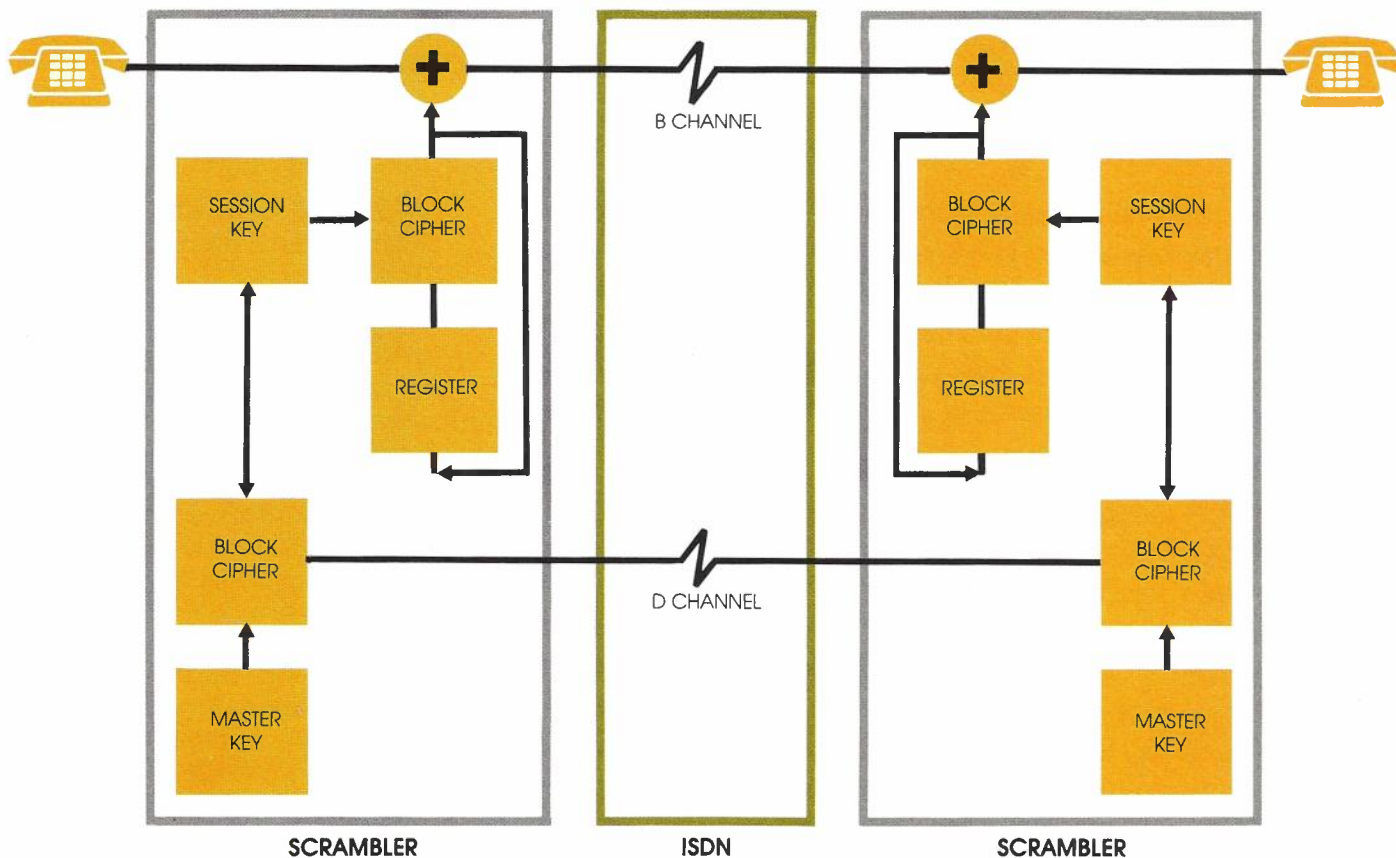 B CHANNEL
SESSION
KEY
BLOCK
CIPHER
BLOCK
CIPHER
SESSION
KEY
REGISTER
REGISTER
BLOCK
CIPHER
BLOCK
CIPHER
D CHANNEL
MASTER
KEY
MASTER
KEY
SCRAMBLER
ISDN
SCRAMBLER